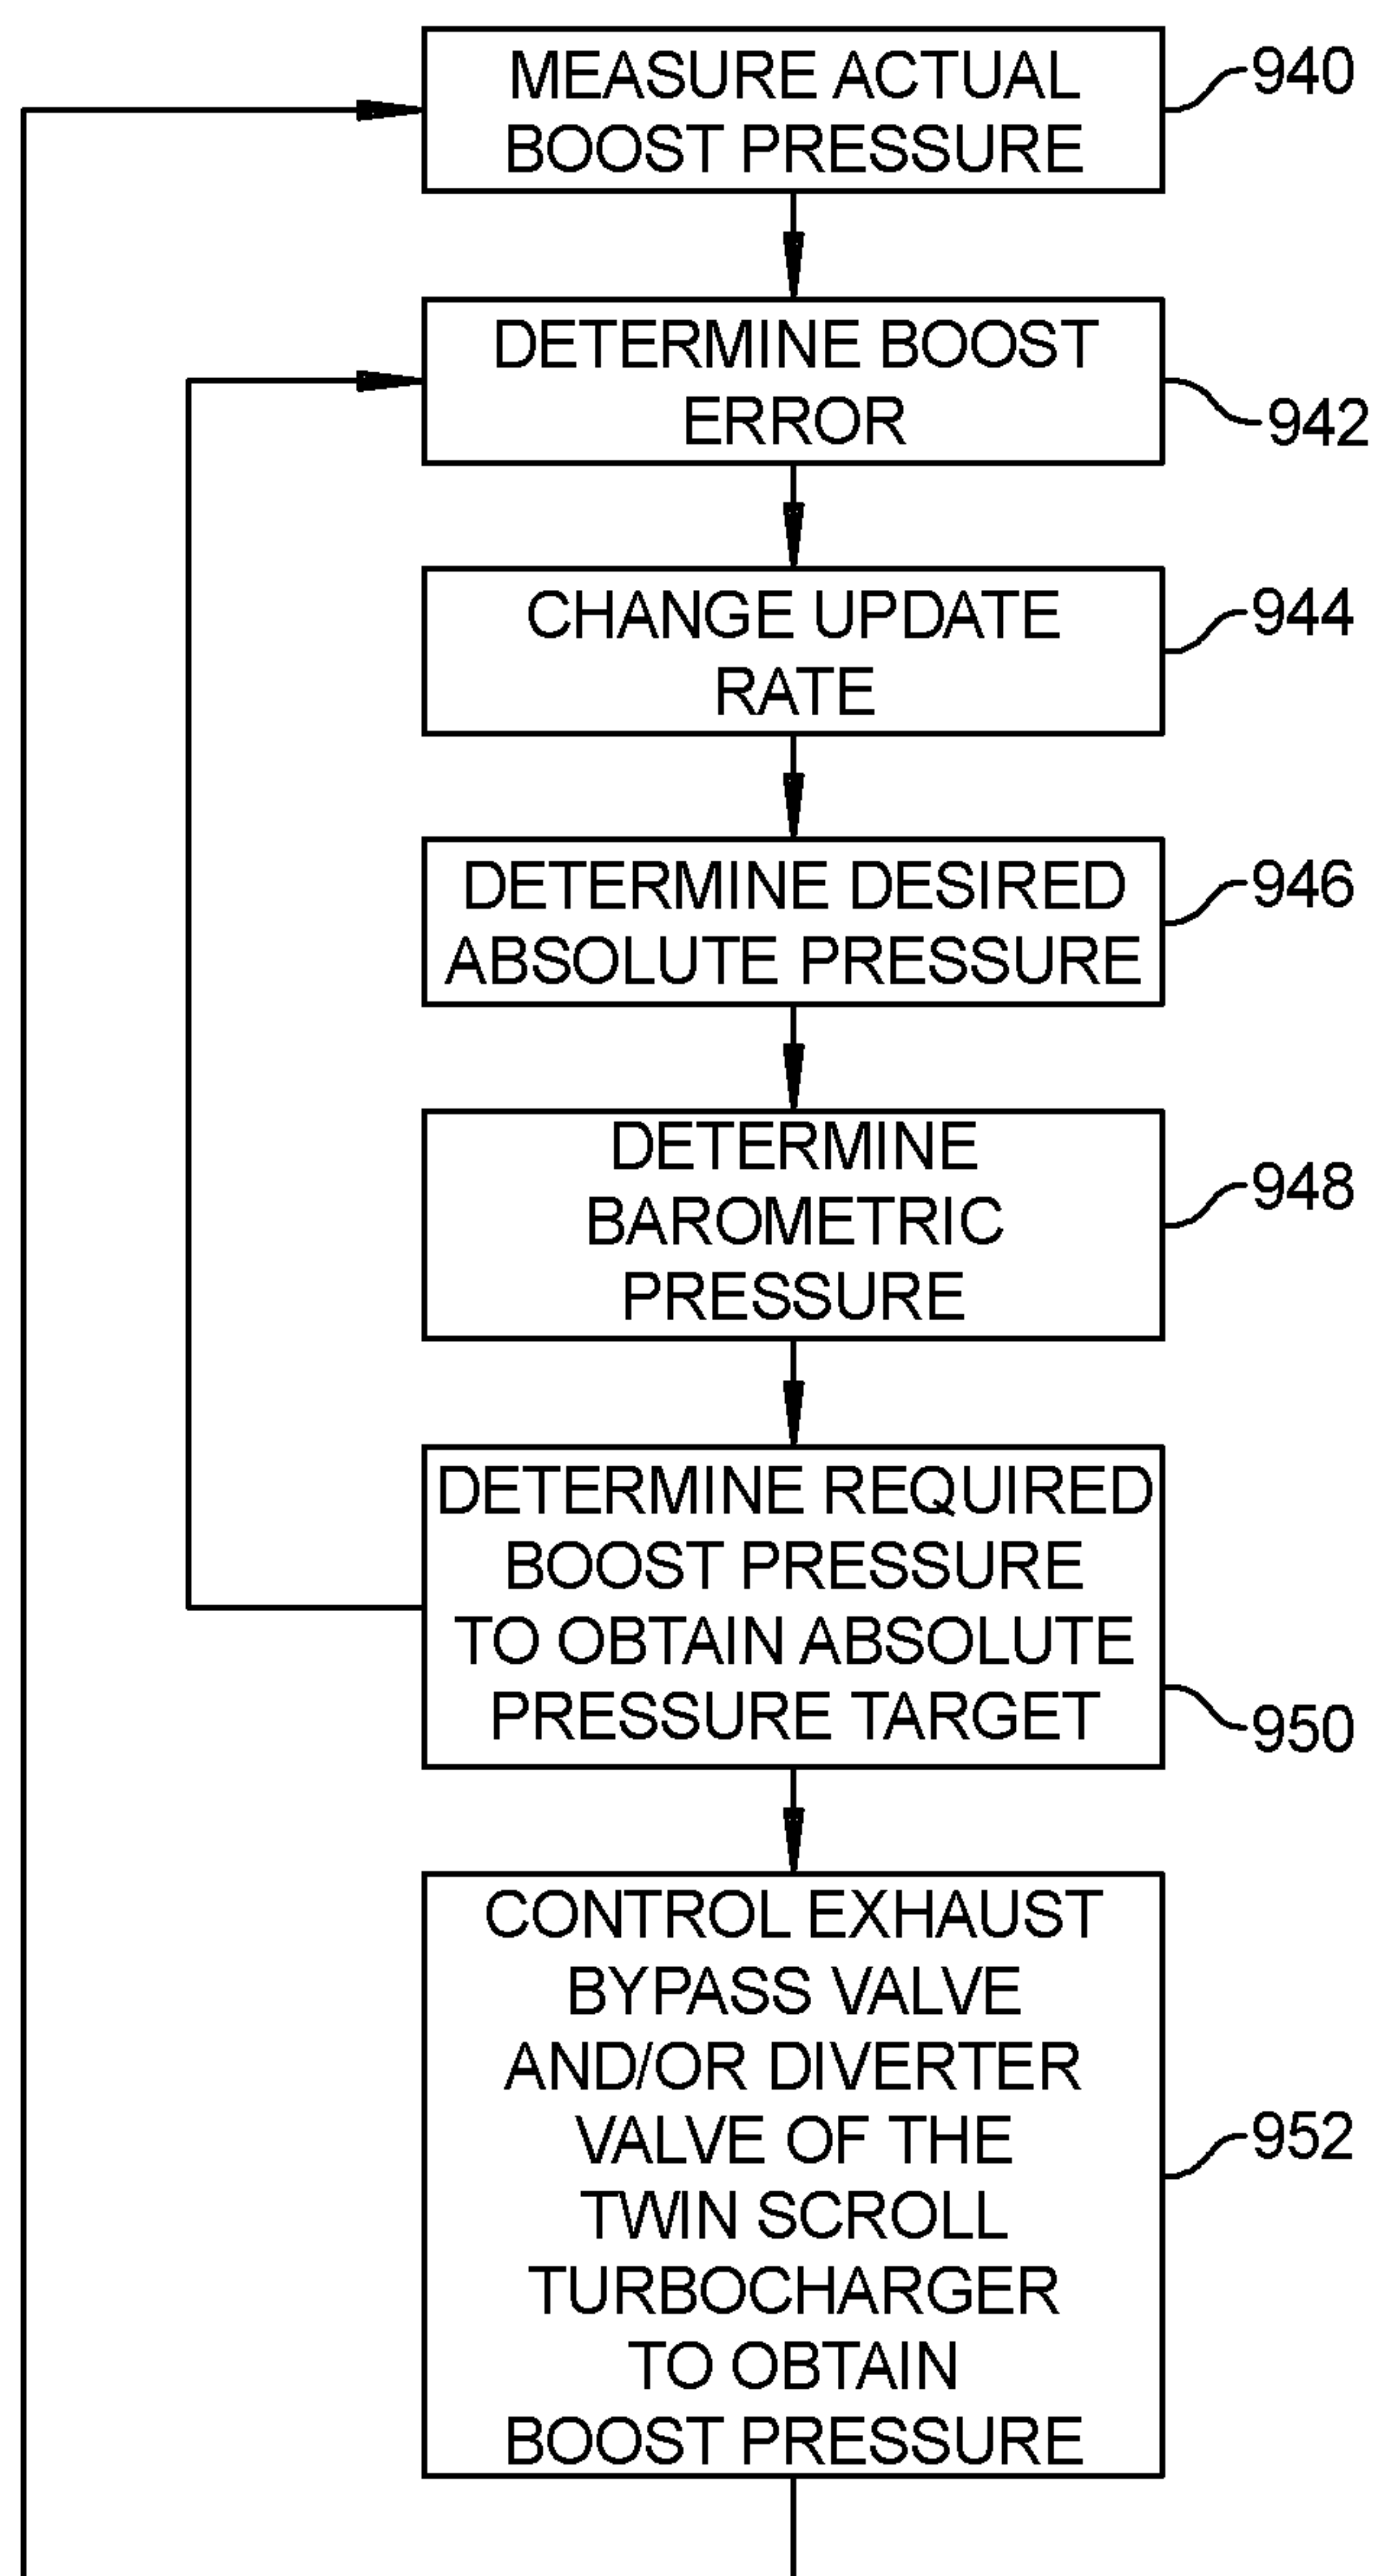 MEASURE ACTUAL
BOOST PRESSURE
940
DETERMINE BOOST
ERROR
942
CHANGE UPDATE
RATE
944
DETERMINE DESIRED
ABSOLUTE PRESSURE
946
DETERMINE
BAROMETRIC
PRESSURE
948
DETERMINE REQUIRED
BOOST PRESSURE
TO OBTAIN ABSOLUTE
PRESSURE TARGET
950
CONTROL EXHAUST
BYPASS VALVE
AND/OR DIVERTER
VALVE OF THE
TWIN SCROLL
TURBOCHARGER
TO OBTAIN
BOOST PRESSURE
952